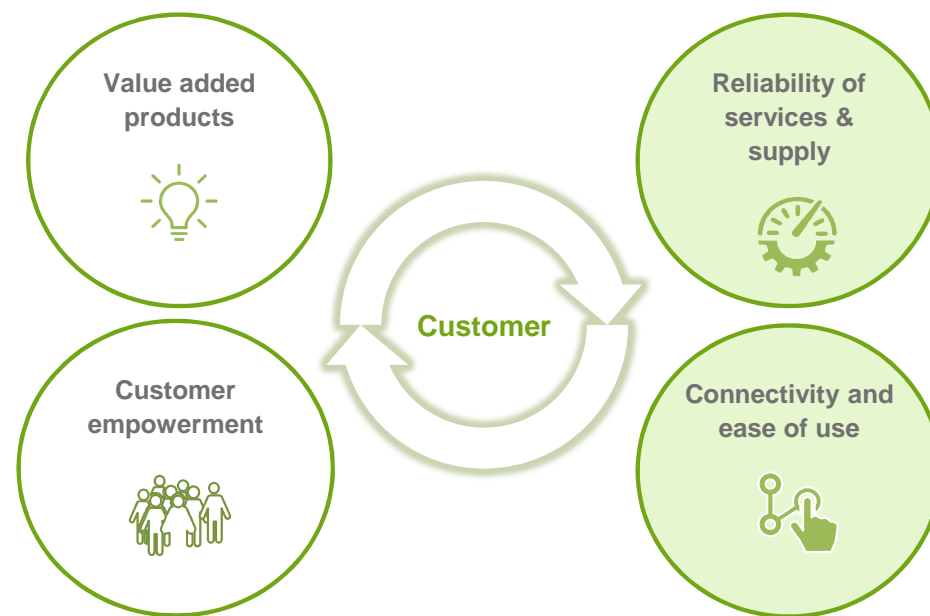 Value added
products
Reliability of
services &
supply
Customer
Customer
empowerment
Connectivity and
ease of use